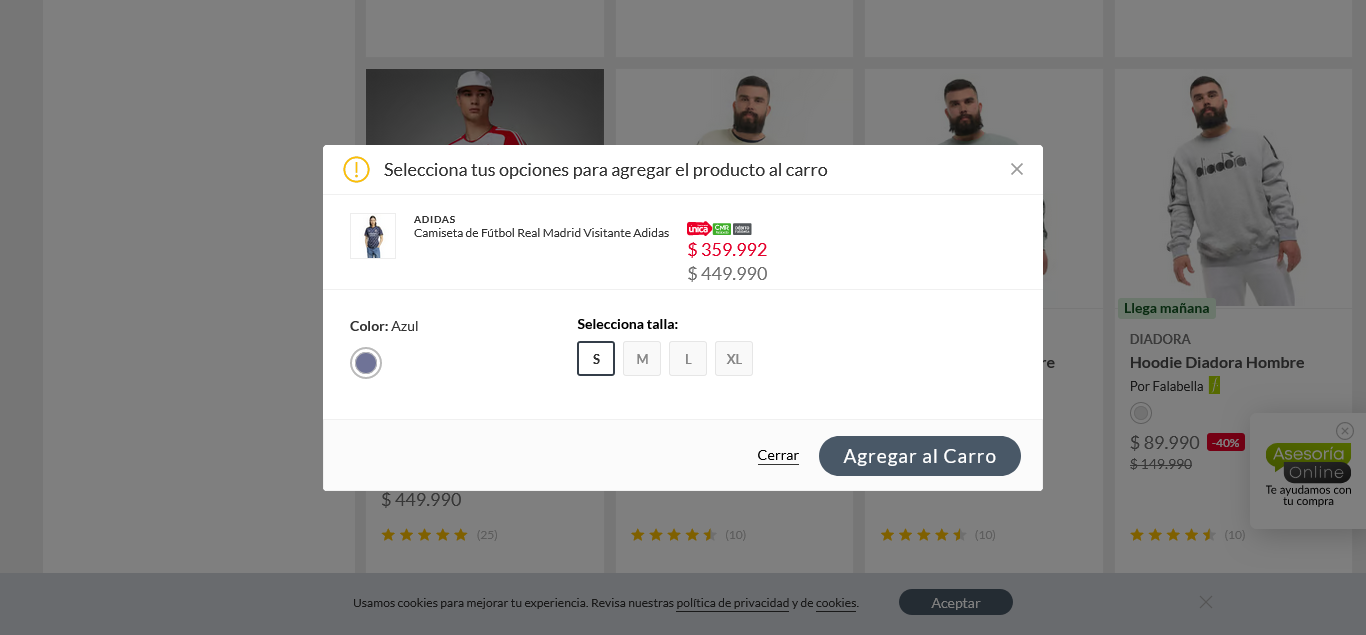 Selecciona tus opciones para agregar el producto al carro
ADIDAS
Camiseta de Fútbol Real Madrid Visitante Adidas
única CMR
$ 359.992
$ 449.990
Color: Azul
Selecciona talla:
S M L XL
Cerrar
Agregar al Carro
diadora
Llega mañana
DIADORA
Hoodie Diadora Hombre
Por Falabella
$ 89.990 -40%
$ 149.990
Asesoría
Online
Te ayudamos con
tu compra
$ 449.990
(25) (10) (10) (10)
Usamos cookies para mejorar tu experiencia. Revisa nuestras política de privacidad y de cookies.
Aceptar